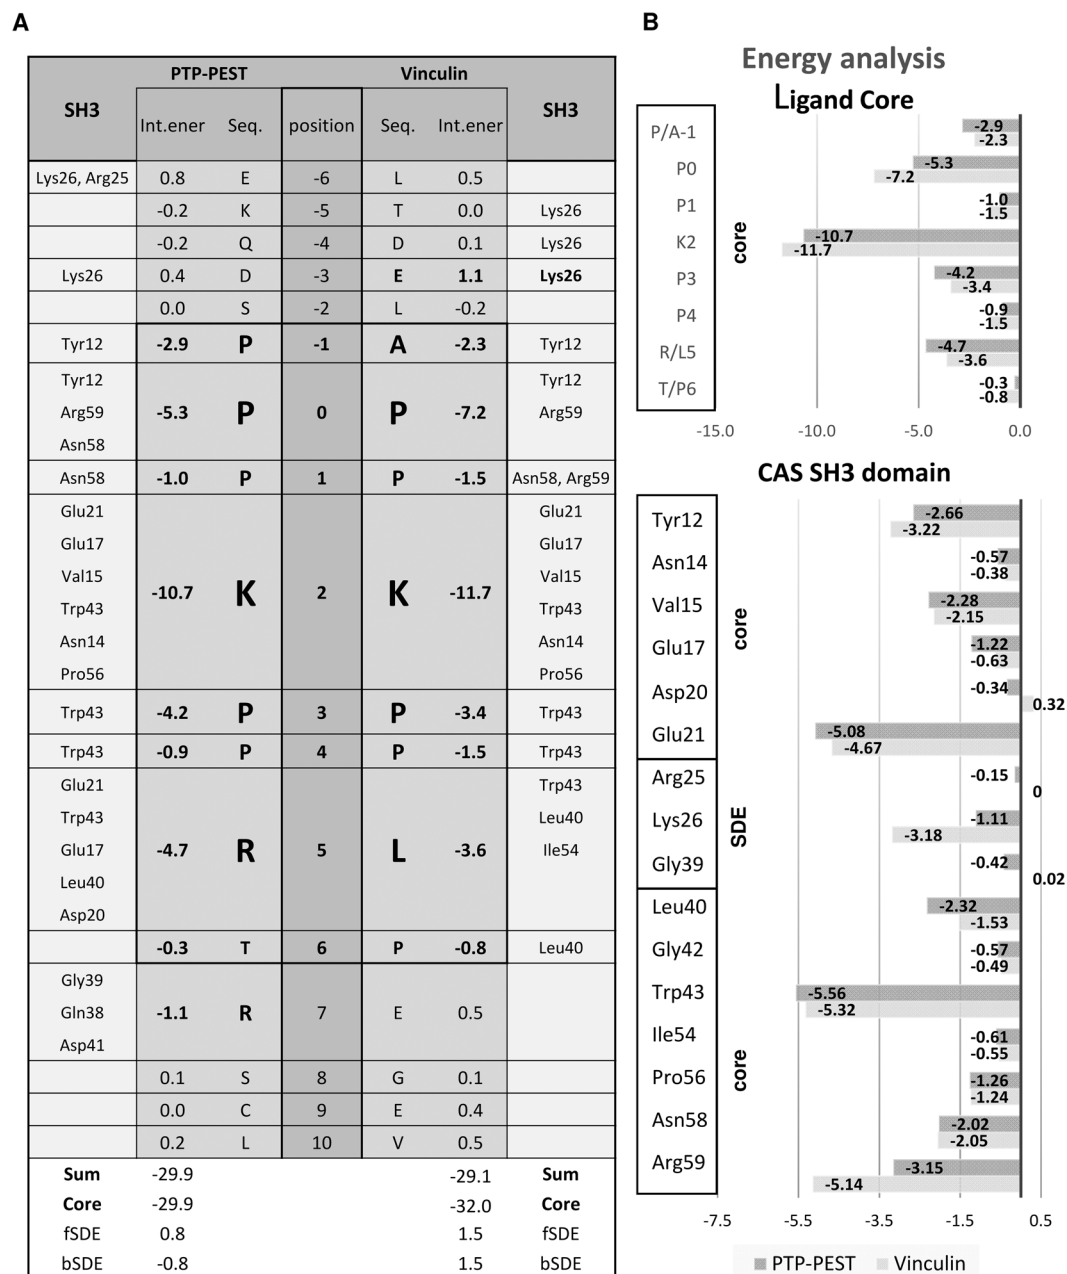 A
PTP-PEST Vinculin
SH3 Int.ener Seq. position Seq. Int.ener SH3
Lys26, Arg25 0.8 E -6 L 0.5
-0.2 K -5 T 0.0 Lys26
-0.2 Q -4 D 0.1 Lys26
Lys26 0.4 D -3 E 1.1 Lys26
0.0 S -2 L -0.2
Tyr12 -2.9 P -1 A -2.3 Tyr12
Tyr12 Tyr12
Arg59 -5.3 P 0 P -7.2 Arg59
Asn58
Asn58 -1.0 P 1 P -1.5 Asn58, Arg59
Glu21 Glu21
Glu17 Glu17
Val15 Val15
-10.7 K 2 K -11.7
Trp43 Trp43
Asn14 Asn14
Pro56 Pro56
Trp43 -4.2 P 3 P -3.4 Trp43
Trp43 -0.9 P 4 P -1.5 Trp43
Glu21 Trp43
Trp43 Leu40
Glu17 -4.7 R 5 L -3.6 Ile54
Leu40
Asp20
-0.3 T 6 P -0.8 Leu40
Gly39
Gln38 -1.1 R 7 E 0.5
Asp41
0.1 S 8 G 0.1
0.0 C 9 E 0.4
0.2 L 10 V 0.5
Sum -29.9 -29.1 Sum
Core -29.9 -32.0 Core
fSDE 0.8 1.5 fSDE
bSDE -0.8 1.5 bSDE
B
Energy analysis
Ligand Core
core
P/A-1 -2.9 -2.3
P0 -5.3 -7.2
P1 -1.0 -1.5
K2 -10.7 -11.7
P3 -4.2 -3.4
P4 -0.9 -1.5
R/L5 -4.7 -3.6
T/P6 -0.3 -0.8
-15.0 -10.0 -5.0 0.0
CAS SH3 domain
core
Tyr12 -2.66 -3.22
Asn14 -0.57 -0.38
Val15 -2.28 -2.15
Glu17 -1.22 -0.63
Asp20 -0.34 0.32
Glu21 -5.08 -4.67
SDE
Arg25 -0.15 0
Lys26 -1.11 -3.18
Gly39 -0.42 0.02
core
Leu40 -2.32 -1.53
Gly42 -0.57 -0.49
Trp43 -5.56 -5.32
Ile54 -0.61 -0.55
Pro56 -1.26 -1.24
Asn58 -2.02 -2.05
Arg59 -3.15 -5.14
-7.5 -5.5 -3.5 -1.5 0.5
PTP-PEST Vinculin